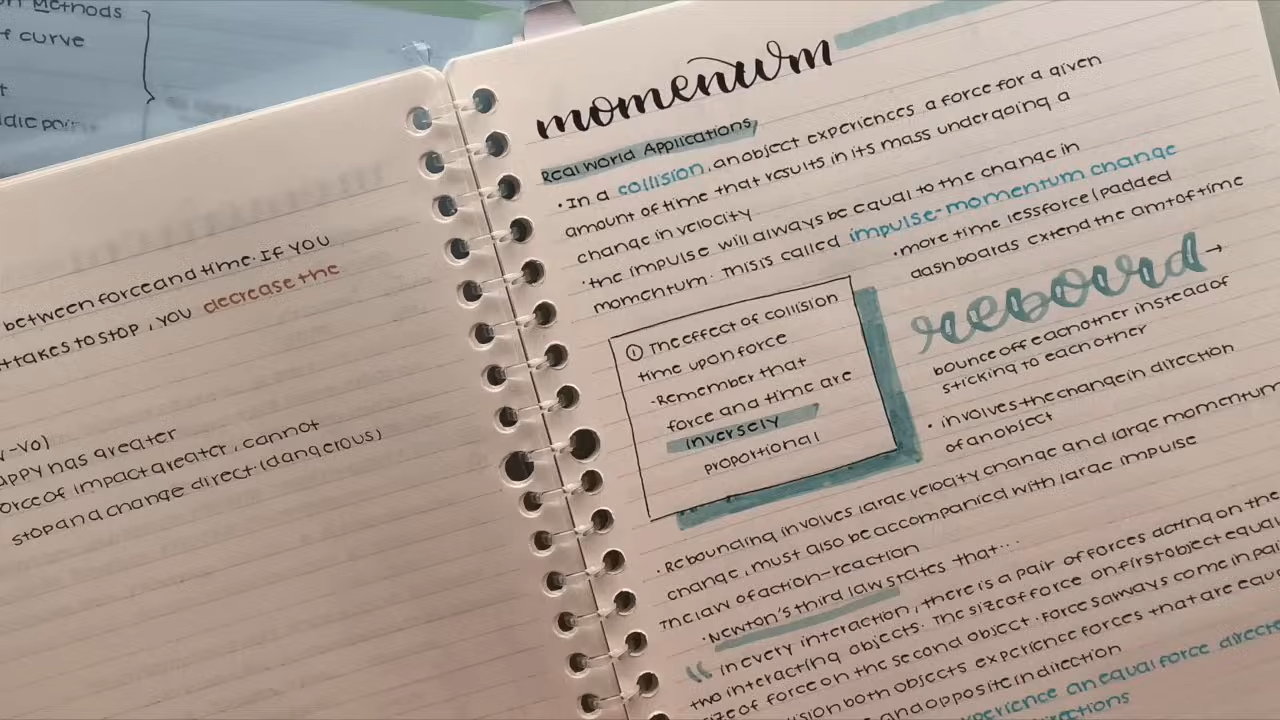 Methods
f curve
between force and time. If you
it takes to stop, you decrease the
v-vo)
appy has greater
orce of impact greater, cannot
stop and change direct (dangerous)
momentum
Real world Applications
• In a collision, an object experiences a force for a given
amount of time that results in its mass undergoing a
change in velocity
• the impulse will always be equal to the change in
momentum. This is called impulse-momentum change
• more time less force (padded
dashboards extend the amt of time
① The effect of collision
time upon force
- Remember that
force and time are
inversely
proportional
rebound →
bounce off each other instead of
sticking to each other
• involves the change in direction
of an object
• Rebounding involves large velocity change and large momentum
change, must also be accompanied with large impulse
The law of action-reaction
• Newton's third law states that...
" in every interaction, there is a pair of forces acting on the
two interacting objects. The size of force on first object equal
size of force on the second object. Forces always come in pai
ision both objects experience forces that are equa
e and opposite in direction
xperience an equal force directe
directions